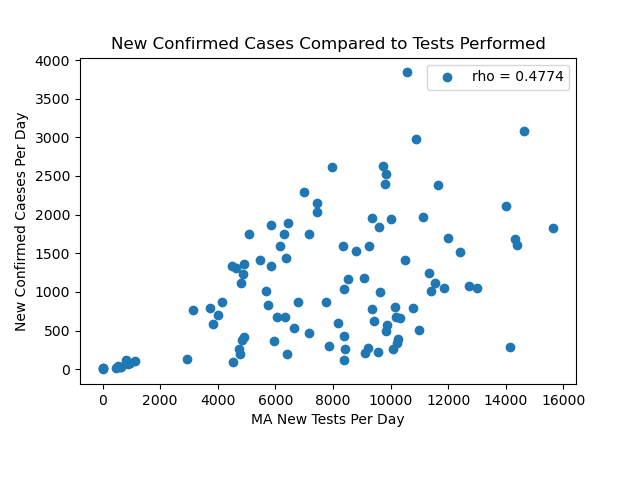 New Confirmed Cases Compared to Tests Performed
rho = 0.4774
4000
3500
3000
2500
2000
1500
1000
500
0
New Confirmed Caeses Per Day
0 2000 4000 6000 8000 10000 12000 14000 16000
MA New Tests Per Day